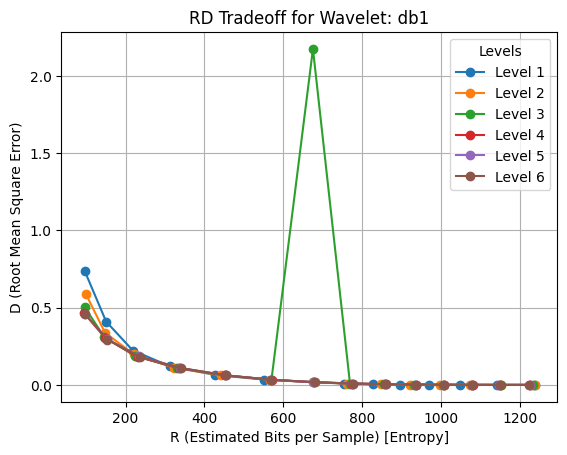 RD Tradeoff for Wavelet: db1
D (Root Mean Square Error)
2.0
1.5
1.0
0.5
0.0
200 400 600 800 1000 1200
R (Estimated Bits per Sample) [Entropy]
Levels
Level 1
Level 2
Level 3
Level 4
Level 5
Level 6